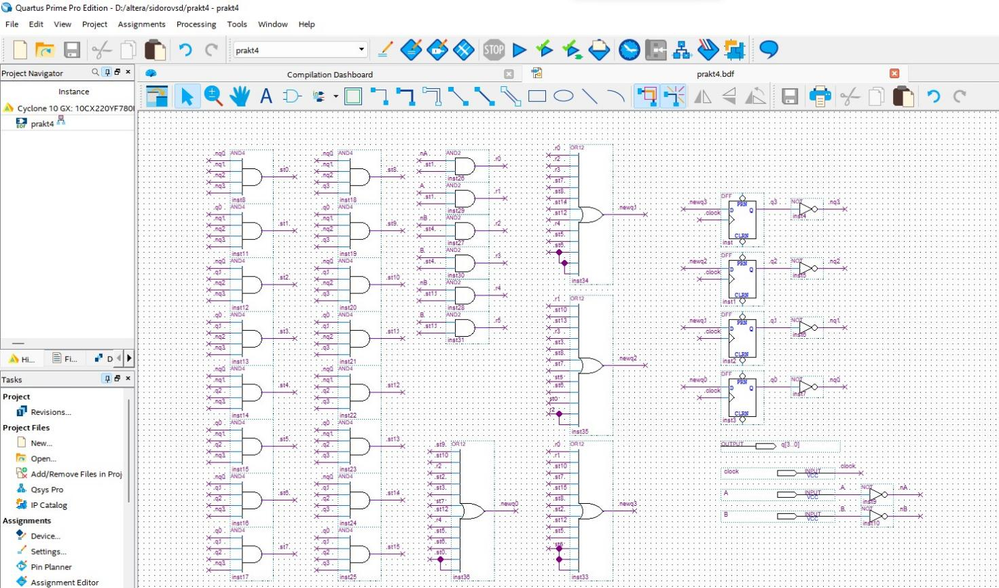 Quartus Prime Pro Edition - D:/altera/sidorovsd/prakt4 - prakt4
File Edit View Project Assignments Processing Tools Window Help
prakt4
STOP
Project Navigator
Compilation Dashboard
prakt4.bdf
Instance
Cyclone 10 GX: 10CX220YF780I
prakt4
Hi...
Fi...
D
Tasks
Project
Revisions...
Project Files
New...
Open...
Add/Remove Files in Proj
Qsys Pro
IP Catalog
Assignments
Device...
Settings...
Pin Planner
Assignment Editor
nq0 AND4
nq1
nq2
nq3
st0
inst8
q0 AND4
nq1
nq2
nq3
st1
inst11
nq0 AND4
q1
nq2
nq3
st2
inst12
q0 AND4
q1
nq2
nq3
st3
inst13
nq0 AND4
nq1
q2
nq3
st4
inst14
q0 AND4
nq1
q2
nq3
st5
inst15
nq0 AND4
q1
q2
nq3
st6
inst16
q0 AND4
q1
q2
nq3
st7
inst17
nq0 AND4
nq1
nq2
q3
st8
inst18
q0 AND4
nq1
nq2
q3
st9
inst19
nq0 AND4
q1
nq2
q3
st10
inst20
q0 AND4
q1
nq2
q3
st11
inst21
nq0 AND4
nq1
q2
q3
st12
inst22
q0 AND4
nq1
q2
q3
st13
inst23
nq0 AND4
q1
q2
q3
st14
inst24
q0 AND4
q1
q2
q3
st15
inst25
nA AND2
st1
r0
inst26
A AND2
st1
r1
inst29
nB AND2
st4
r2
inst27
B AND2
st4
r3
inst30
nB AND2
st11
r4
inst28
B AND2
st11
r5
inst31
st9 OR12
st10
r2
st2
st3
st7
st12
r4
st5
st6
st0
newq0
inst36
r0 OR12
r2
r3
st7
st8
st14
st12
r4
st5
st6
newq1
inst34
r1 OR12
st10
st13
r3
st3
st8
st7
st5
st6
st0
r2
newq2
inst35
r0 OR12
r1
st10
st7
st15
st8
st2
st12
st5
st6
newq3
inst33
DFF
newq3
D PRN Q
clock
CLRN
inst
q3 NOT nq3
inst4
DFF
newq2
D PRN Q
clock
CLRN
inst1
q2 NOT nq2
inst5
DFF
newq1
D PRN Q
clock
CLRN
inst2
q1 NOT nq1
inst6
DFF
newq0
D PRN Q
clock
CLRN
inst3
q0 NOT nq0
inst7
OUTPUT q[3..0]
clock INPUT VCC clock
A INPUT VCC A NOT nA
inst9
B INPUT VCC B NOT nB
inst10